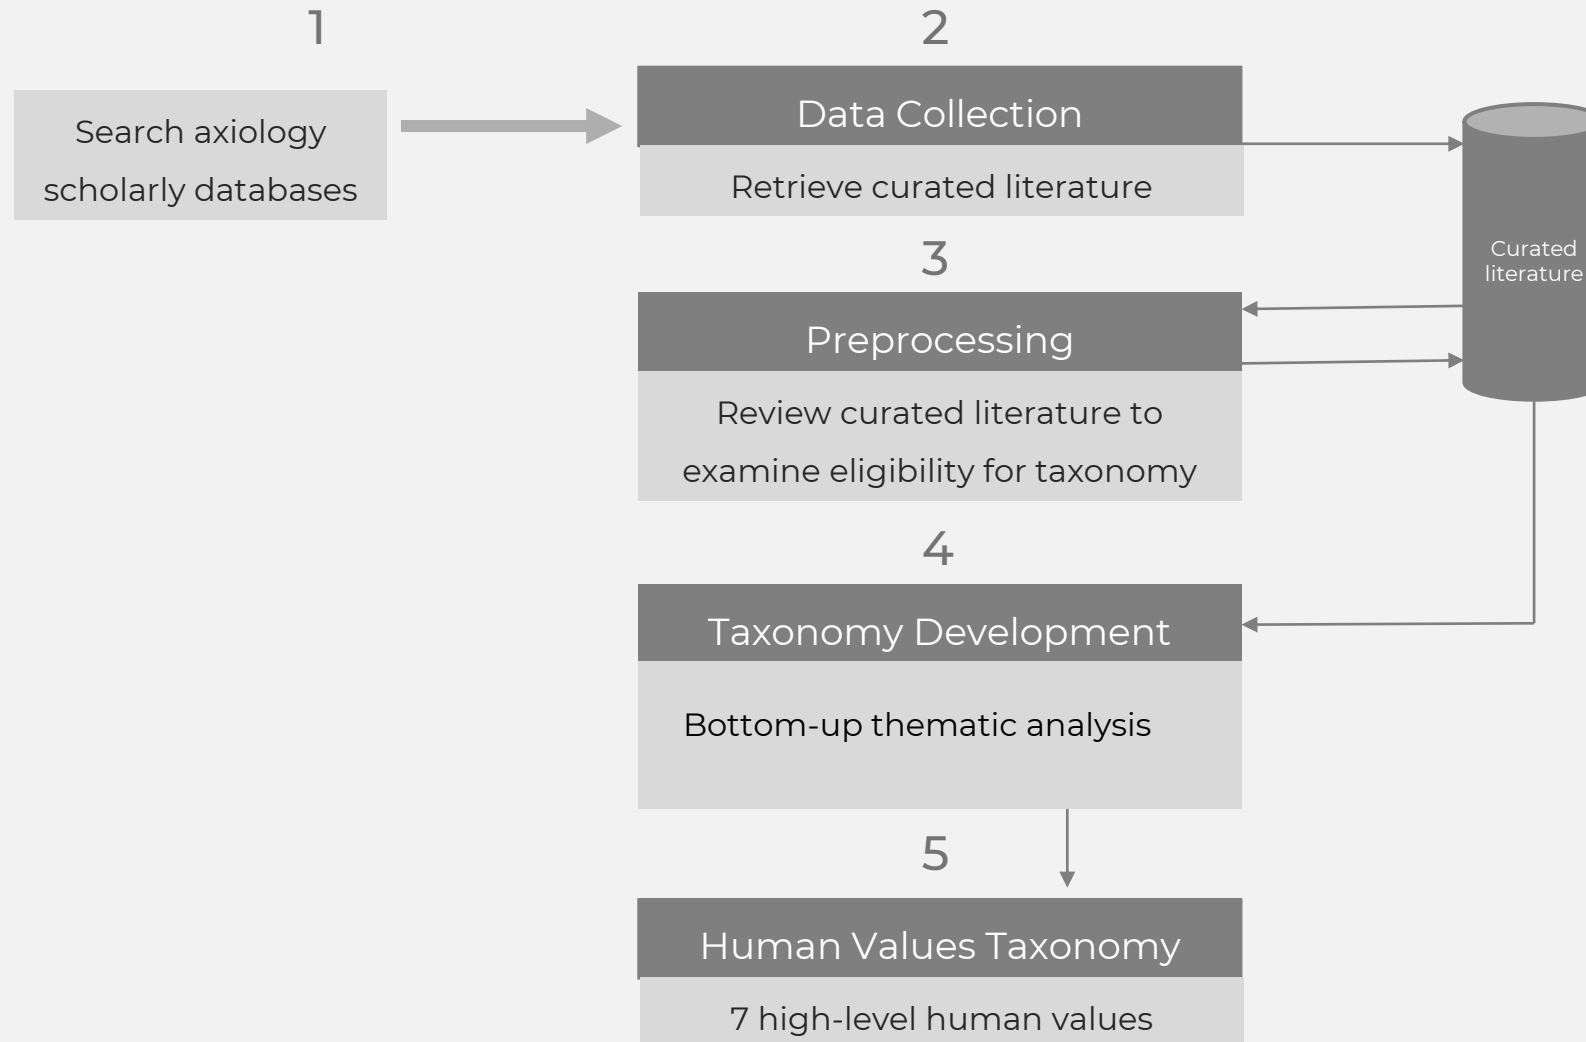 1
Search axiology
scholarly databases
2
Data Collection
Retrieve curated literature
Curated
literature
3
Preprocessing
Review curated literature to
examine eligibility for taxonomy
4
Taxonomy Development
Bottom-up thematic analysis
5
Human Values Taxonomy
7 high-level human values